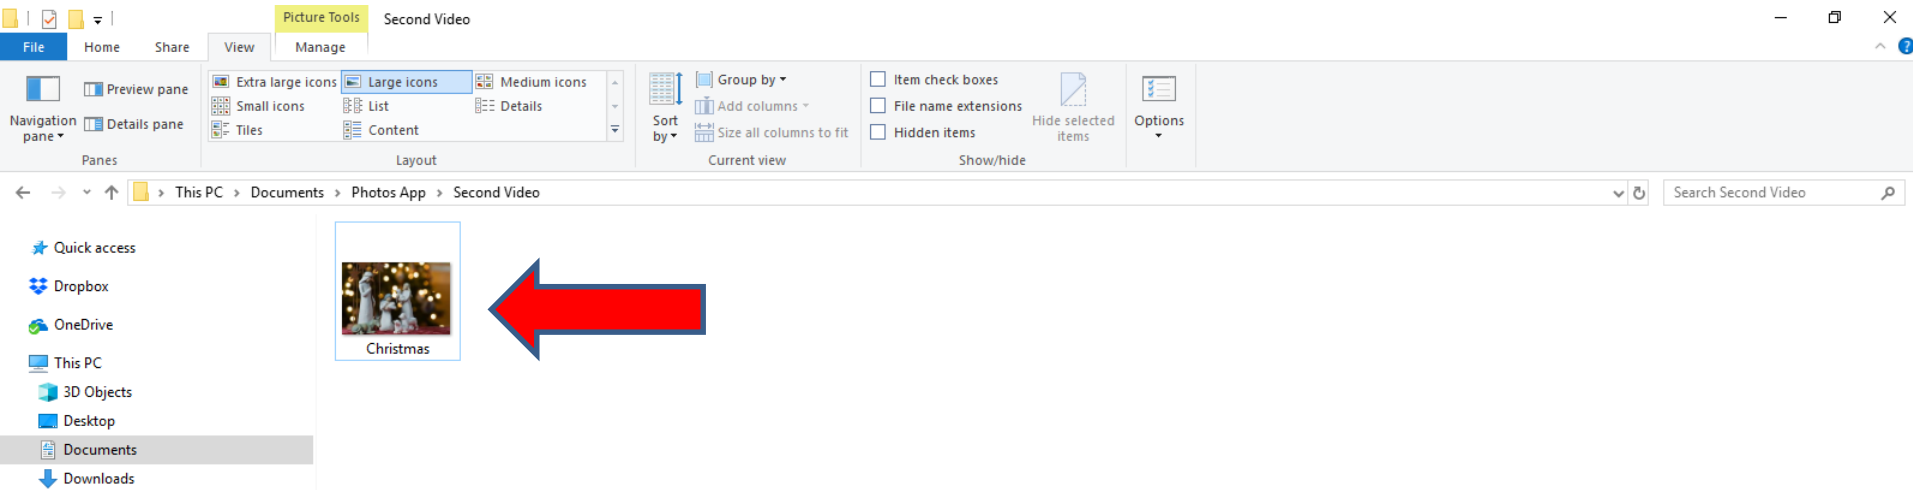 Picture Tools Second Video
File Home Share View Manage
Navigation pane
Preview pane
Details pane
Panes
Extra large icons Large icons Medium icons
Small icons List Details
Tiles Content
Layout
Sort by
Group by
Add columns
Size all columns to fit
Current view
Item check boxes
File name extensions
Hidden items
Hide selected items
Show/hide
Options
This PC > Documents > Photos App > Second Video
Search Second Video
Quick access
Dropbox
OneDrive
This PC
3D Objects
Desktop
Documents
Downloads
Christmas